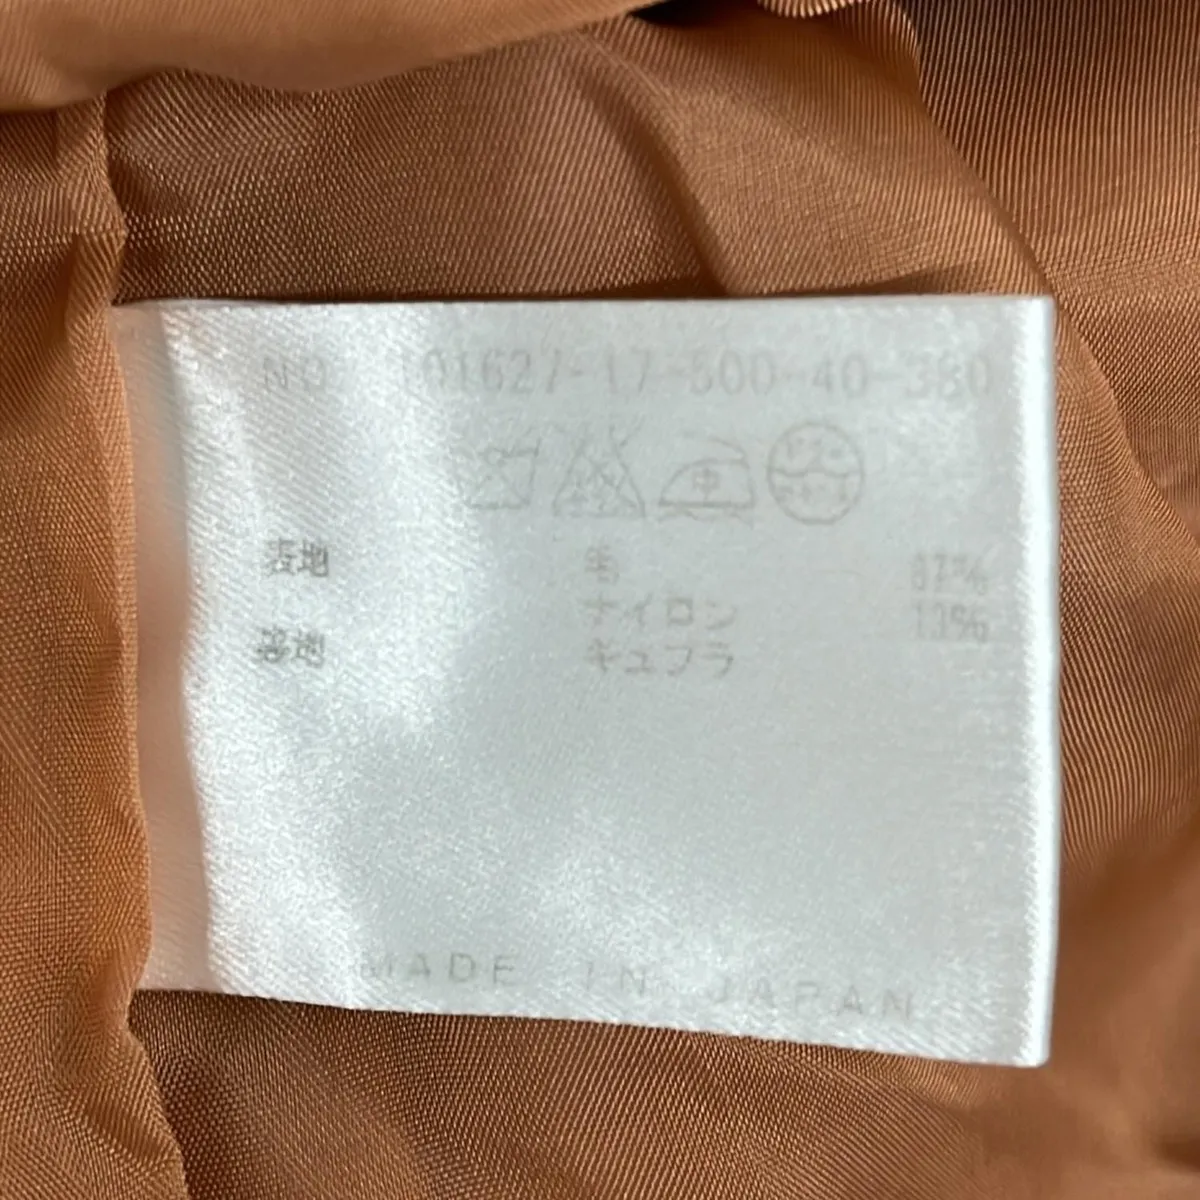 NO. 101627-17-500-40-380
中
表地 毛 87%
ナイロン 13%
裏地 キュプラ
MADE IN JAPAN